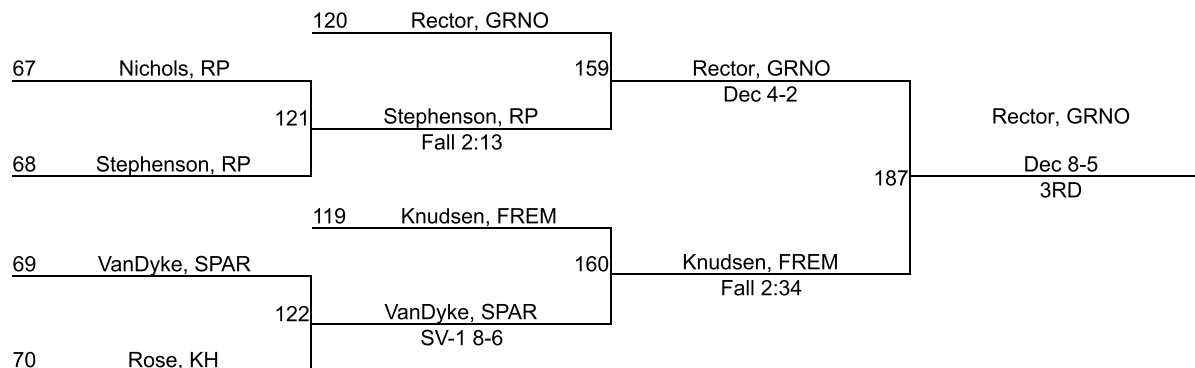 120 Rector, GRNO
67 Nichols, RP
159 Rector, GRNO
Dec 4-2
121 Stephenson, RP
Fall 2:13
Rector, GRNO
68 Stephenson, RP
Dec 8-5
187
3RD
119 Knudsen, FREM
69 VanDyke, SPAR
160 Knudsen, FREM
Fall 2:34
122 VanDyke, SPAR
SV-1 8-6
70 Rose, KH